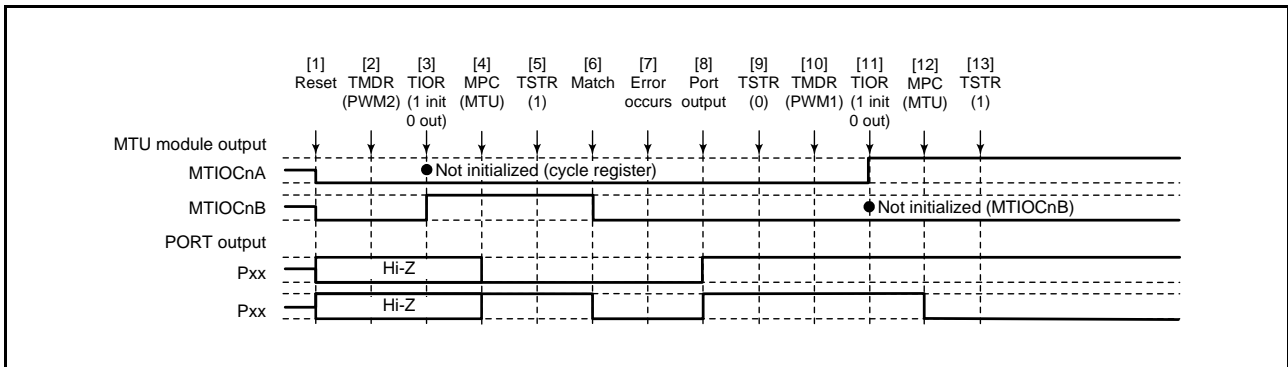 [1] [2] [3] [4] [5] [6] [7] [8] [9] [10] [11] [12] [13]
Reset TMDR TIOR MPC TSTR Match Error Port TSTR TMDR TIOR MPC TSTR
(PWM2) (1 init (MTU) (1) occurs output (0) (PWM1) (1 init (MTU) (1)
0 out) 0 out)
MTU module output
MTIOCnA Not initialized (cycle register)
MTIOCnB Not initialized (MTIOCnB)
PORT output
Pxx Hi-Z
Pxx Hi-Z